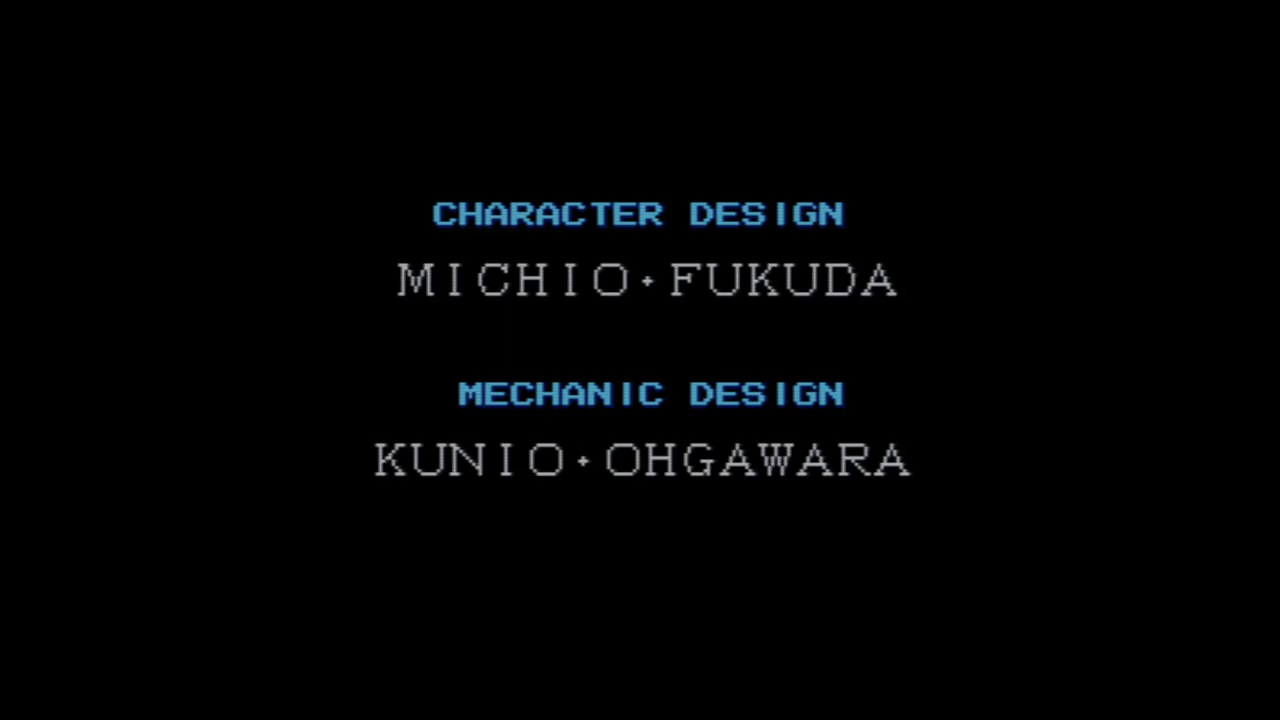 CHARACTER DESIGN
MICHIO・FUKUDA
MECHANIC DESIGN
KUNIO・OHGAWARA